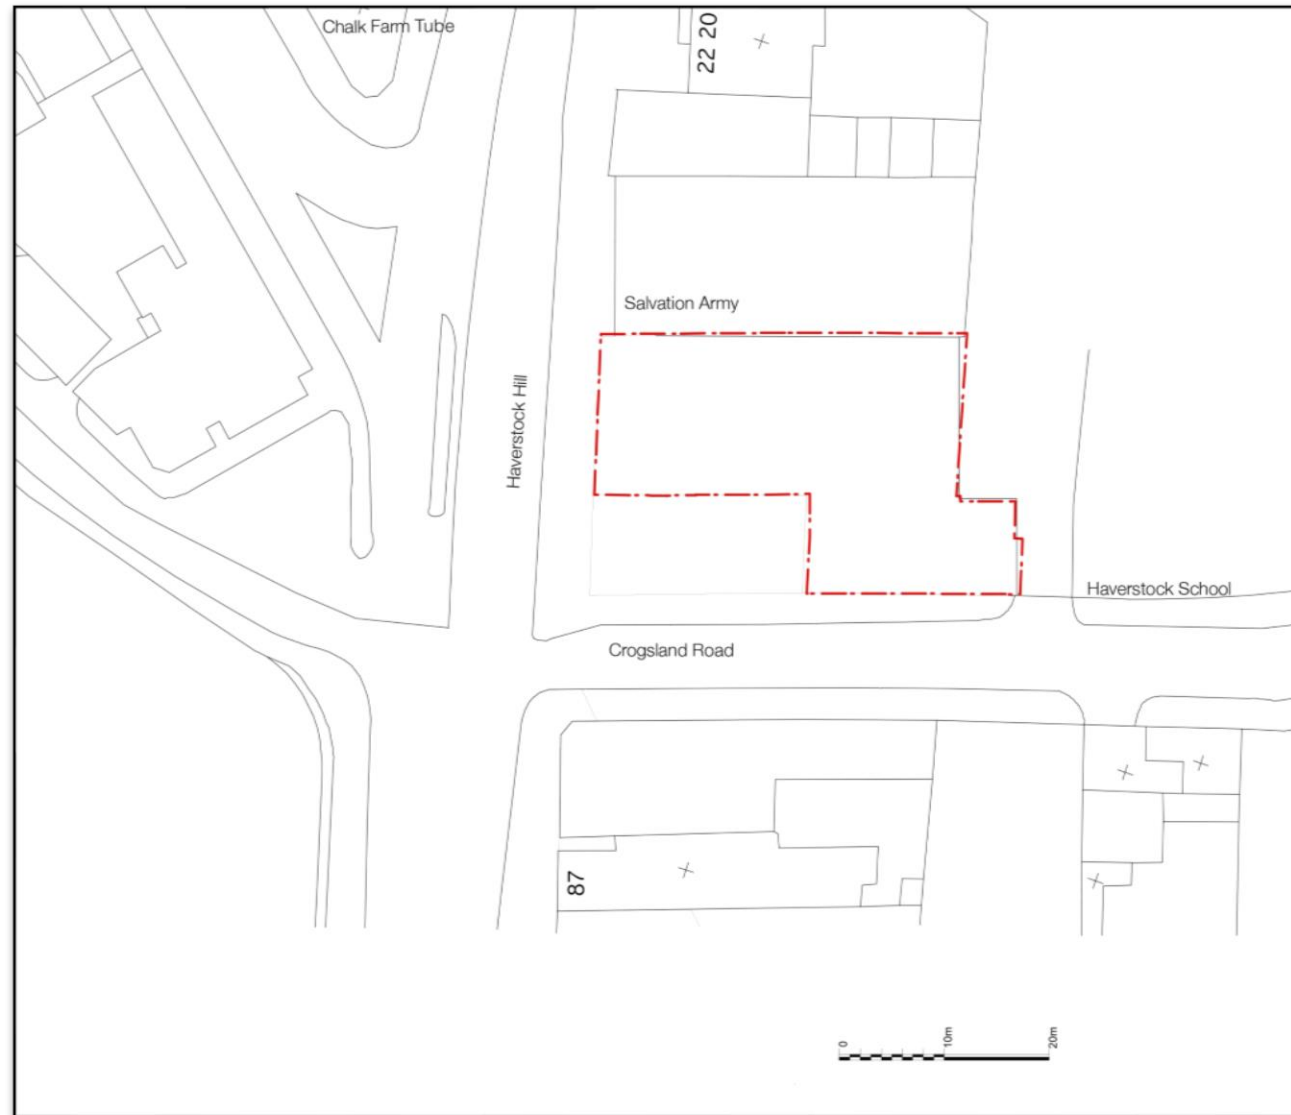 Chalk Farm Tube
22 20
Salvation Army
Haverstock Hill
Haverstock School
Crogsland Road
87
0
10m
20m